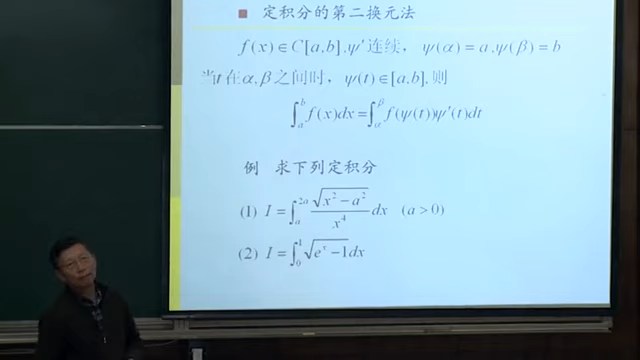 ■ 定积分的第二换元法
f(x)∈C[a,b],ψ'连续, ψ(α)=a,ψ(β)=b
当t在α,β之间时, ψ(t)∈[a,b],则
∫_a^b f(x)dx=∫_α^β f(ψ(t))ψ'(t)dt
例 求下列定积分
(1) I=∫_a^{2a} √(x²−a²)/x⁴ dx (a>0)
(2) I=∫_0^1 √(e^x−1)dx